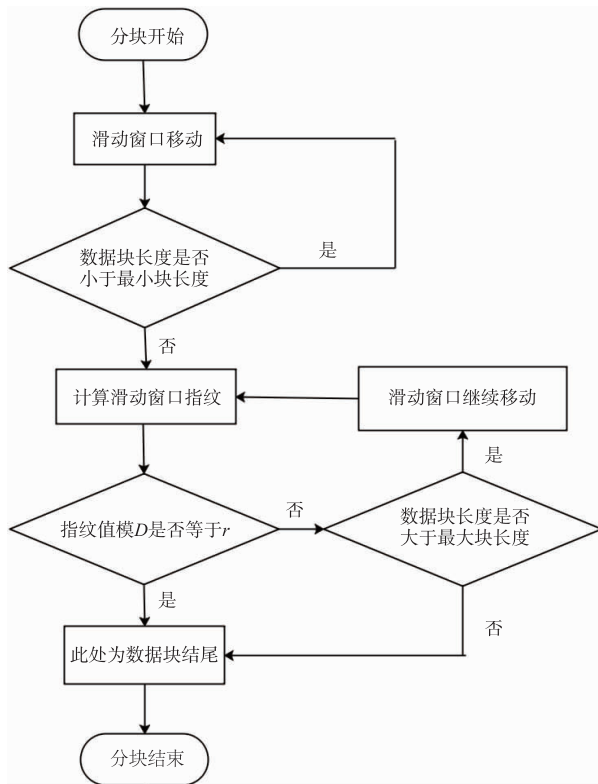 分块开始
滑动窗口移动
数据块长度是否
小于最小块长度
是
否
计算滑动窗口指纹
滑动窗口继续移动
是
指纹值模D是否等于r
否
数据块长度是否
大于最大块长度
是
否
此处为数据块结尾
分块结束